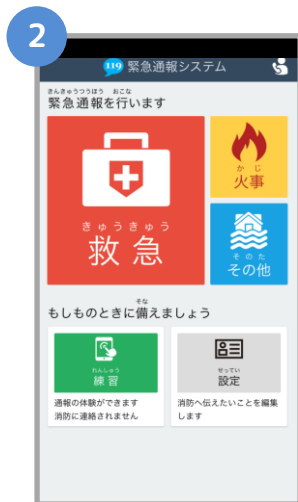 2
119 緊急通報システム
きんきゅうつうほう おこな
緊急通報を行います
きゅうきゅう
救急
かじ
火事
そのた
その他
そな
もしものときに備えましょう
れんしゅう
練習
通報の体験ができます
消防に連絡されません
せってい
設定
消防へ伝えたいことを編集
します